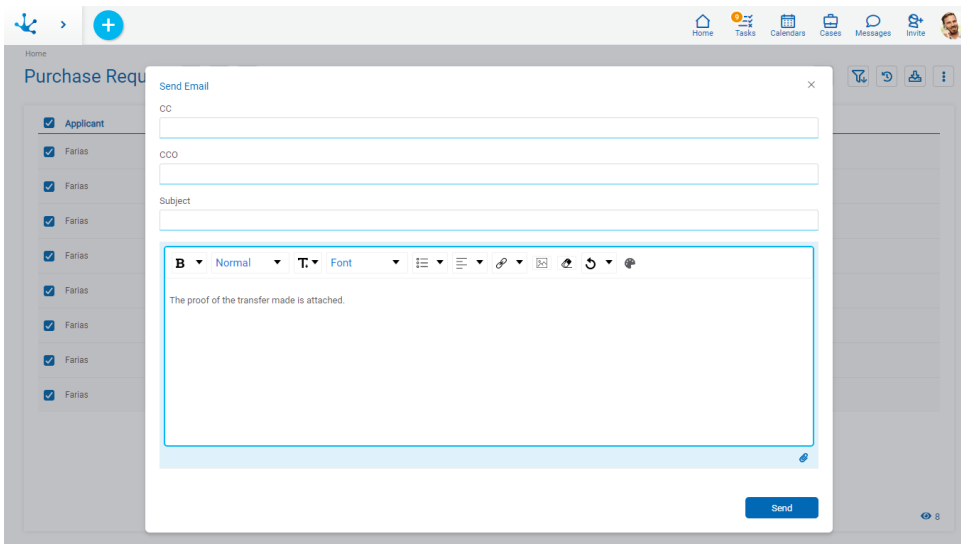 Home
Tasks
9
Calendars
Cases
Messages
Invite
Home
Purchase Requ
Send Email
CC
CCO
Subject
B
Normal
T.
Font
The proof of the transfer made is attached.
Send
Applicant
Farias
Farias
Farias
Farias
Farias
Farias
Farias
Farias
8